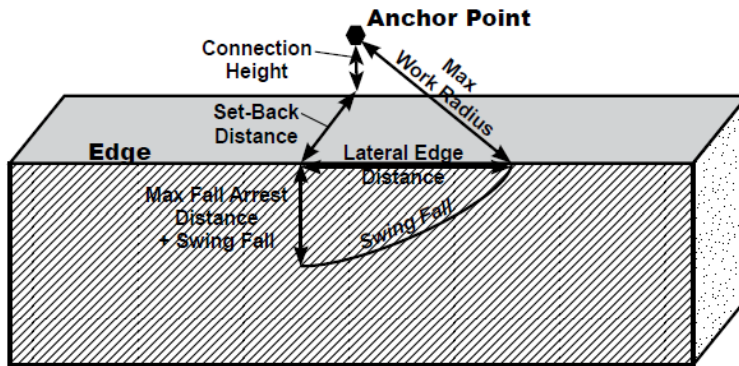 Anchor Point
Connection
Height
Max
Work Radius
Set-Back
Distance
Edge
Lateral Edge
Distance
Max Fall Arrest
Distance
+ Swing Fall
Swing Fall